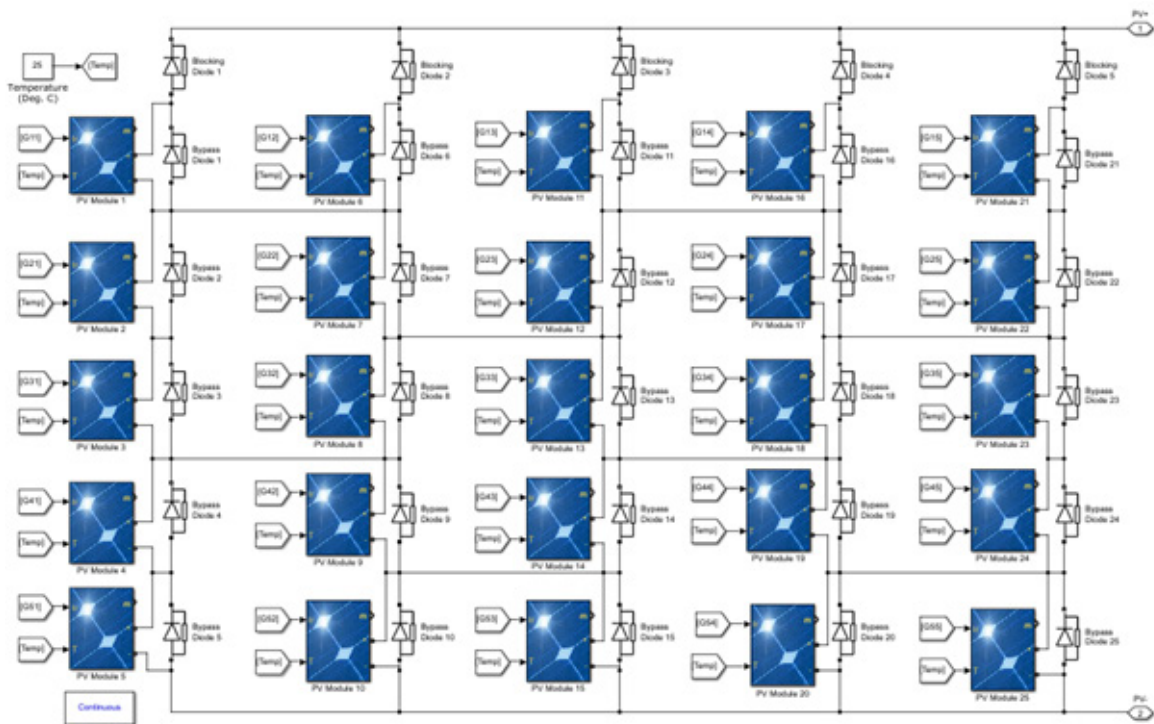 PV+
1
25
[Temp]
Temperature
(Deg. C)
Blocking
Diode 1
Blocking
Diode 2
Blocking
Diode 3
Blocking
Diode 4
Blocking
Diode 5
[G11]
[Temp]
PV Module 1
Bypass
Diode 1
[G12]
[Temp]
PV Module 6
Bypass
Diode 6
[G13]
[Temp]
PV Module 11
Bypass
Diode 11
[G14]
[Temp]
PV Module 16
Bypass
Diode 16
[G15]
[Temp]
PV Module 21
Bypass
Diode 21
[G21]
[Temp]
PV Module 2
Bypass
Diode 2
[G22]
[Temp]
PV Module 7
Bypass
Diode 7
[G23]
[Temp]
PV Module 12
Bypass
Diode 12
[G24]
[Temp]
PV Module 17
Bypass
Diode 17
[G25]
[Temp]
PV Module 22
Bypass
Diode 22
[G31]
[Temp]
PV Module 3
Bypass
Diode 3
[G32]
[Temp]
PV Module 8
Bypass
Diode 8
[G33]
[Temp]
PV Module 13
Bypass
Diode 13
[G34]
[Temp]
PV Module 18
Bypass
Diode 18
[G35]
[Temp]
PV Module 23
Bypass
Diode 23
[G41]
[Temp]
PV Module 4
Bypass
Diode 4
[G42]
[Temp]
PV Module 9
Bypass
Diode 9
[G43]
[Temp]
PV Module 14
Bypass
Diode 14
[G44]
[Temp]
PV Module 19
Bypass
Diode 19
[G45]
[Temp]
PV Module 24
Bypass
Diode 24
[G51]
[Temp]
PV Module 5
Bypass
Diode 5
[G52]
[Temp]
PV Module 10
Bypass
Diode 10
[G53]
[Temp]
PV Module 15
Bypass
Diode 15
[G54]
[Temp]
PV Module 20
Bypass
Diode 20
[G55]
[Temp]
PV Module 25
Bypass
Diode 25
Continuous
PV-
2